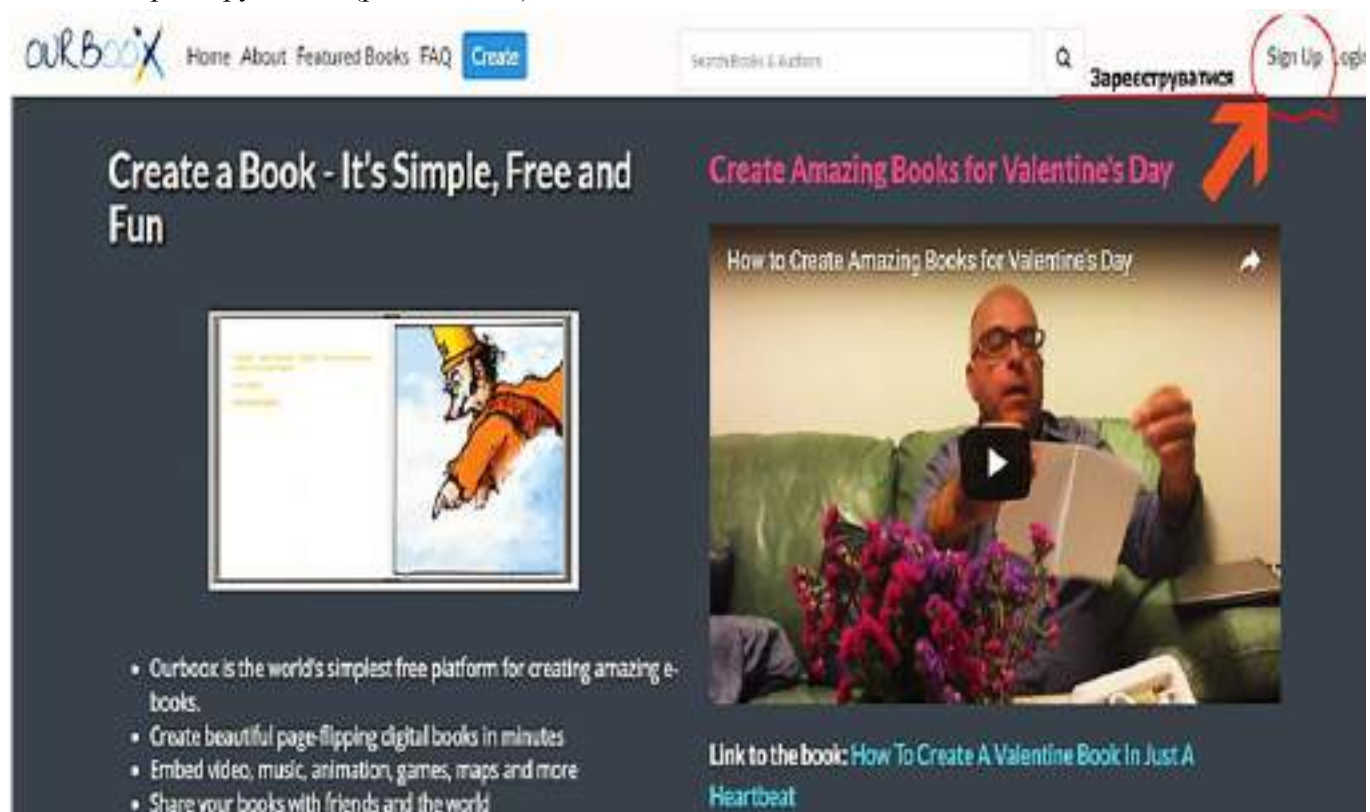 OURBOOX Home About Featured Books FAQ Create Search Books & Authors Зареєструватися Sign Up Login
Create a Book - It's Simple, Free and
Fun
Create Amazing Books for Valentine's Day
How to Create Amazing Books for Valentine's Day
• Ourboox is the world's simplest free platform for creating amazing e-
books.
• Create beautiful page-flipping digital books in minutes
• Embed video, music, animation, games, maps and more
• Share your books with friends and the world
Link to the book: How To Create A Valentine Book In Just A
Heartbeat